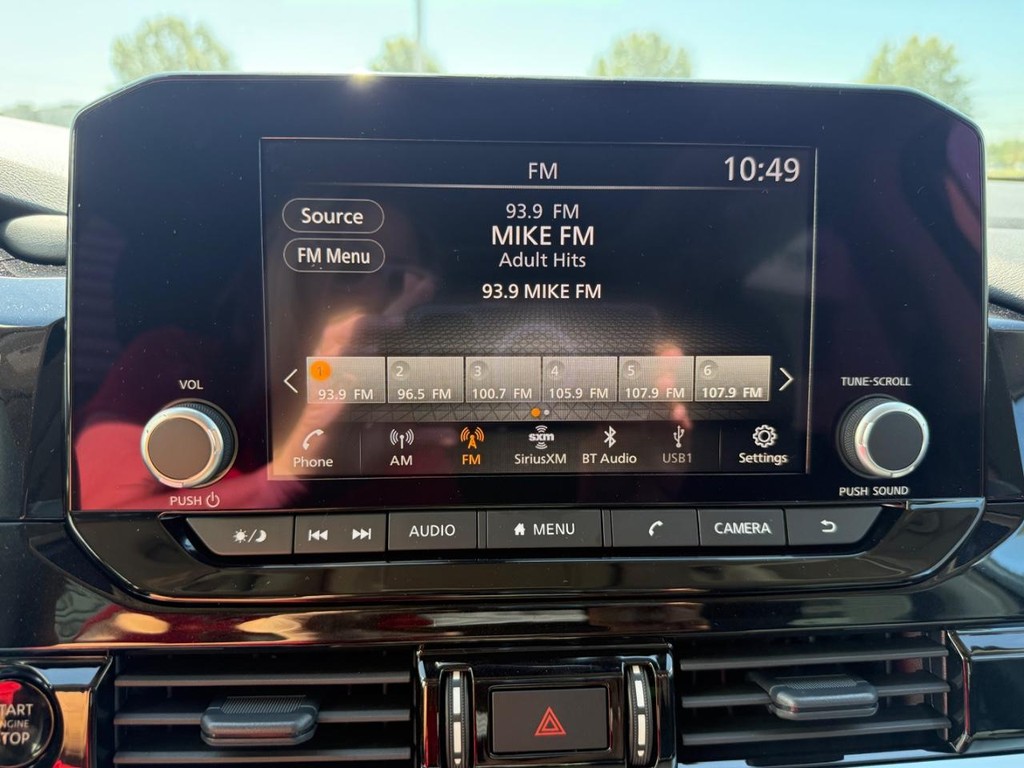 FM
10:49
Source
93.9 FM
MIKE FM
FM Menu
Adult Hits
93.9 MIKE FM
1 2 3 4 5 6
93.9 FM 96.5 FM 100.7 FM 105.9 FM 107.9 FM 107.9 FM
VOL
TUNE•SCROLL
sxm
Phone AM FM SiriusXM BT Audio USB1 Settings
PUSH
PUSH SOUND
AUDIO MENU CAMERA
START
ENGINE
STOP